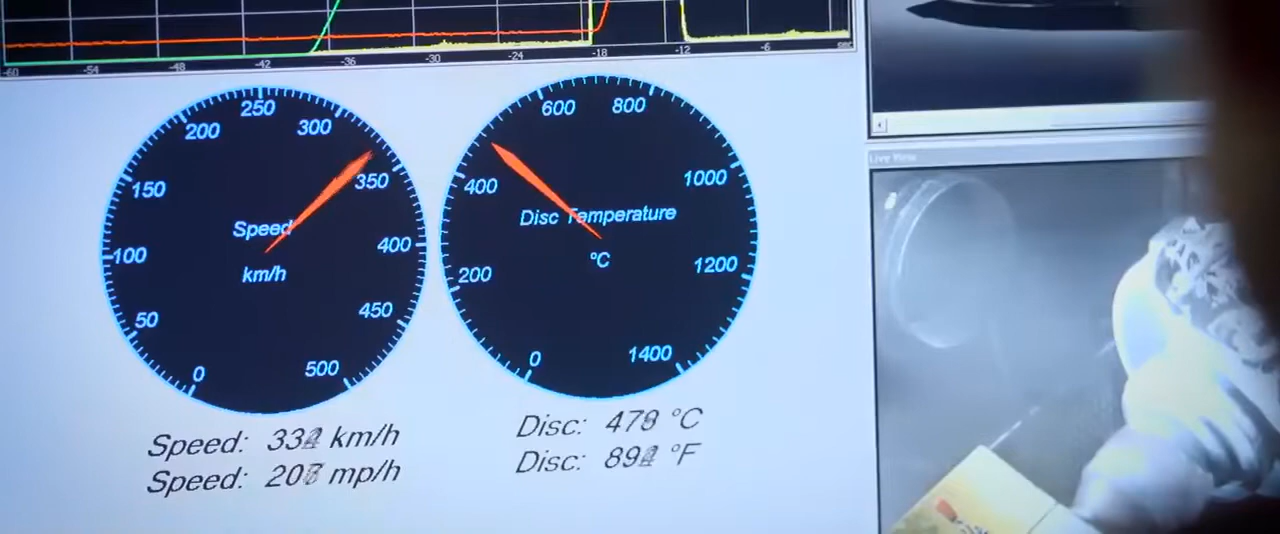 -60 -54 -48 -42 -36 -30 -24 -18 -12 -6 sec
0 50 100 150 200 250 300 350 400 450 500
Speed
km/h
0 200 400 600 800 1000 1200 1400
Disc Temperature
°C
Speed: km/h
Speed: mp/h
Disc: °C
Disc: °F
Live View